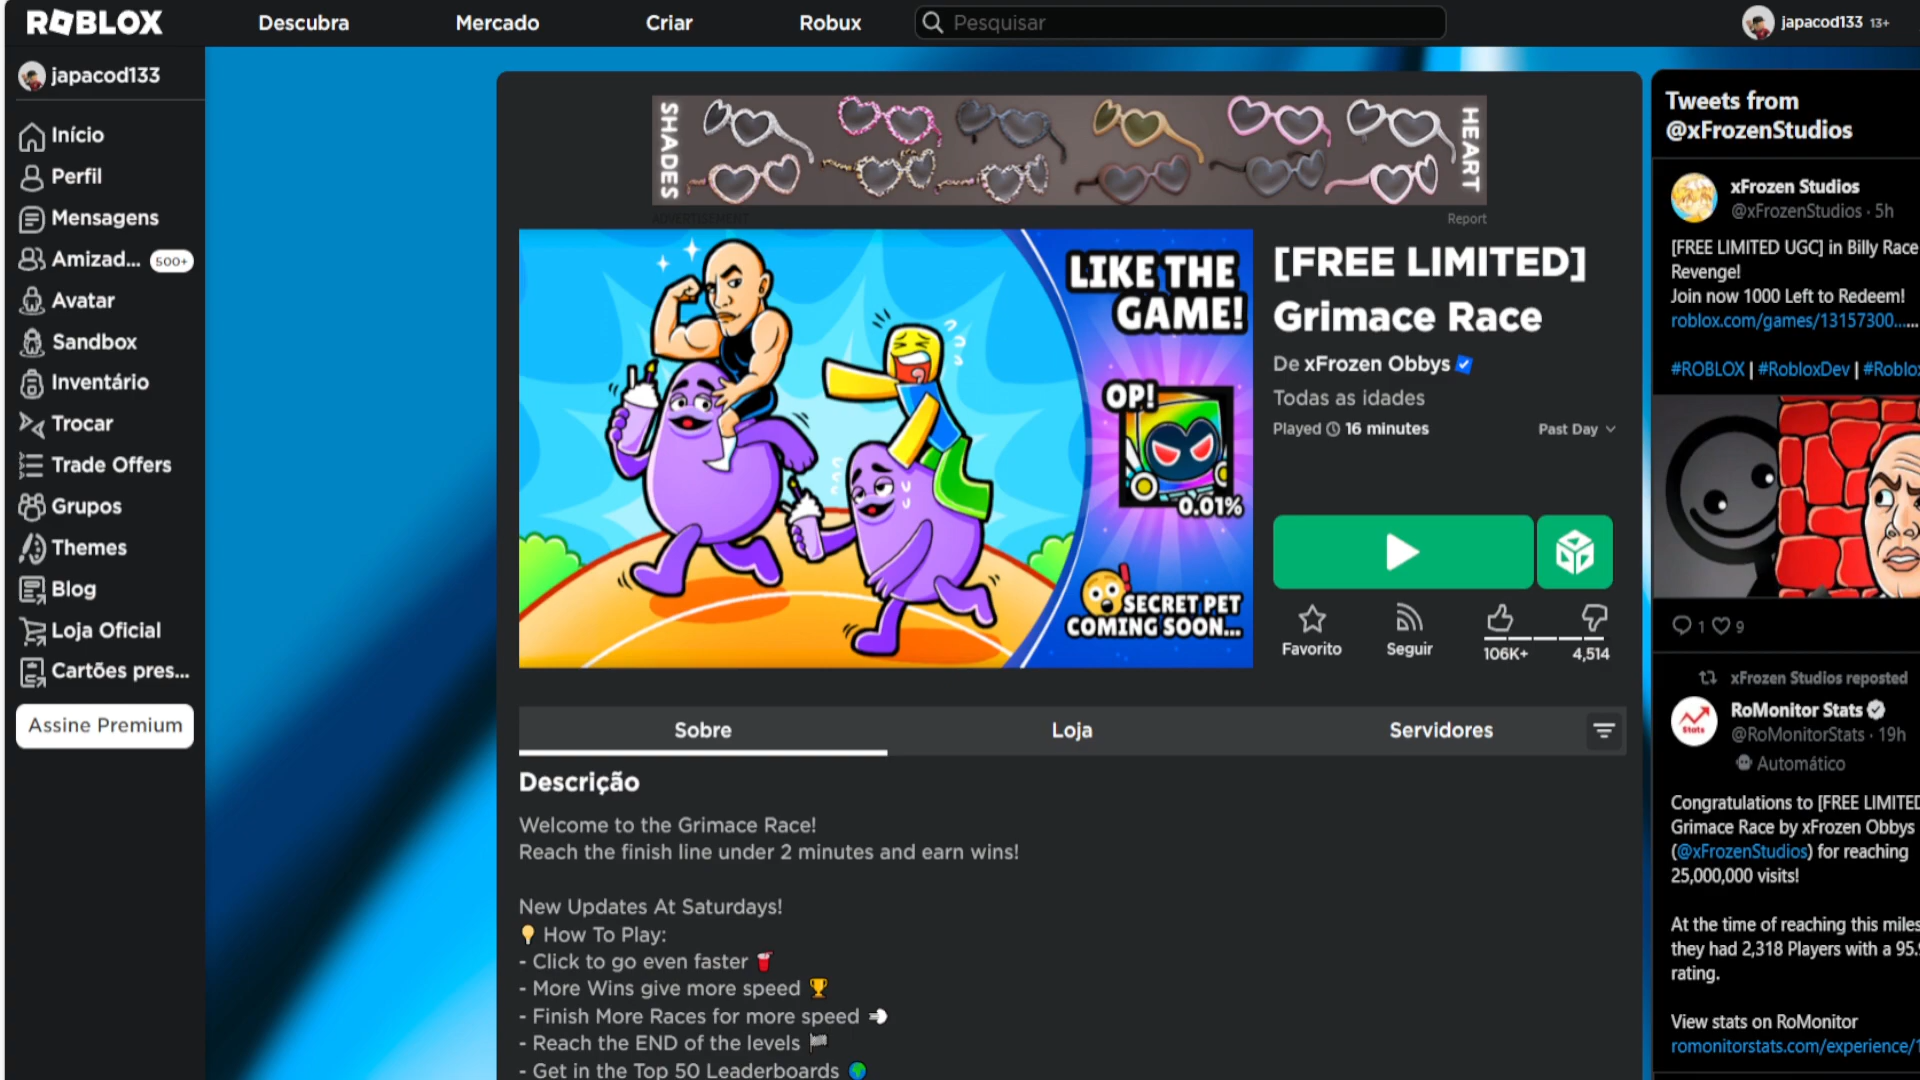 ROBLOX
Descubra
Mercado
Criar
Robux
Pesquisar
japacod133 13+
japacod133
Início
Perfil
Mensagens
Amizad... 500+
Avatar
Sandbox
Inventário
Trocar
Trade Offers
Grupos
Themes
Blog
Loja Oficial
Cartões pres...
Assine Premium
SHADES
HEART
ADVERTISEMENT
Report
LIKE THE
GAME!
OP!
0.01%
SECRET PET
COMING SOON...
[FREE LIMITED]
Grimace Race
De xFrozen Obbys
Todas as idades
Played 16 minutes
Past Day
Favorito
Seguir
106K+
4,514
Sobre
Loja
Servidores
Descrição
Welcome to the Grimace Race!
Reach the finish line under 2 minutes and earn wins!
New Updates At Saturdays!
💡 How To Play:
- Click to go even faster 🥤
- More Wins give more speed 🏆
- Finish More Races for more speed 💨
- Reach the END of the levels 🏁
- Get in the Top 50 Leaderboards 🌍
Tweets from
@xFrozenStudios
xFrozen Studios
@xFrozenStudios · 5h
[FREE LIMITED UGC] in Billy Race
Revenge!
Join now 1000 Left to Redeem!
roblox.com/games/13157300......
#ROBLOX | #RobloxDev | #Roblo
1
9
xFrozen Studios reposted
RoMonitor Stats
@RoMonitorStats · 19h
Automático
Stats
Congratulations to [FREE LIMITED
Grimace Race by xFrozen Obbys
(@xFrozenStudios) for reaching
25,000,000 visits!
At the time of reaching this miles
they had 2,318 Players with a 95.
rating.
View stats on RoMonitor
romonitorstats.com/experience/1